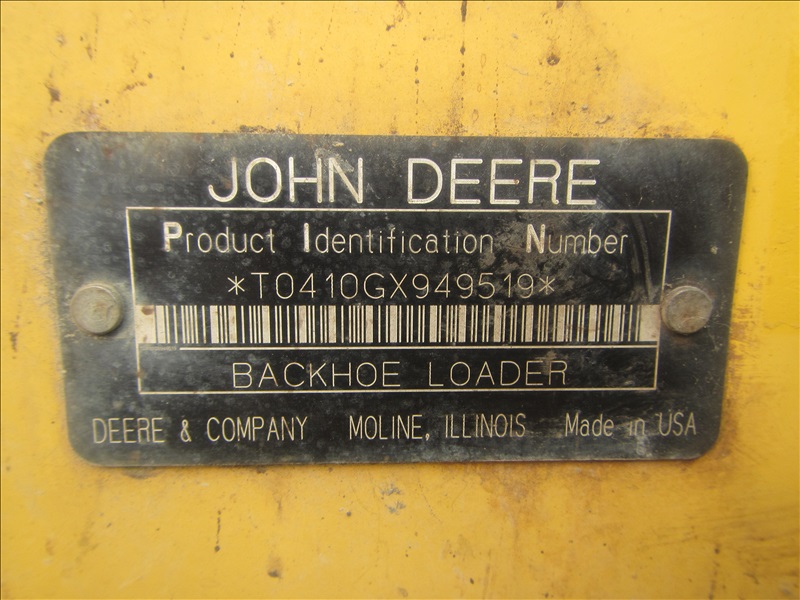 JOHN DEERE
Product Identification Number
*T0410GX949519*
BACKHOE LOADER
DEERE & COMPANY MOLINE, ILLINOIS Made in USA